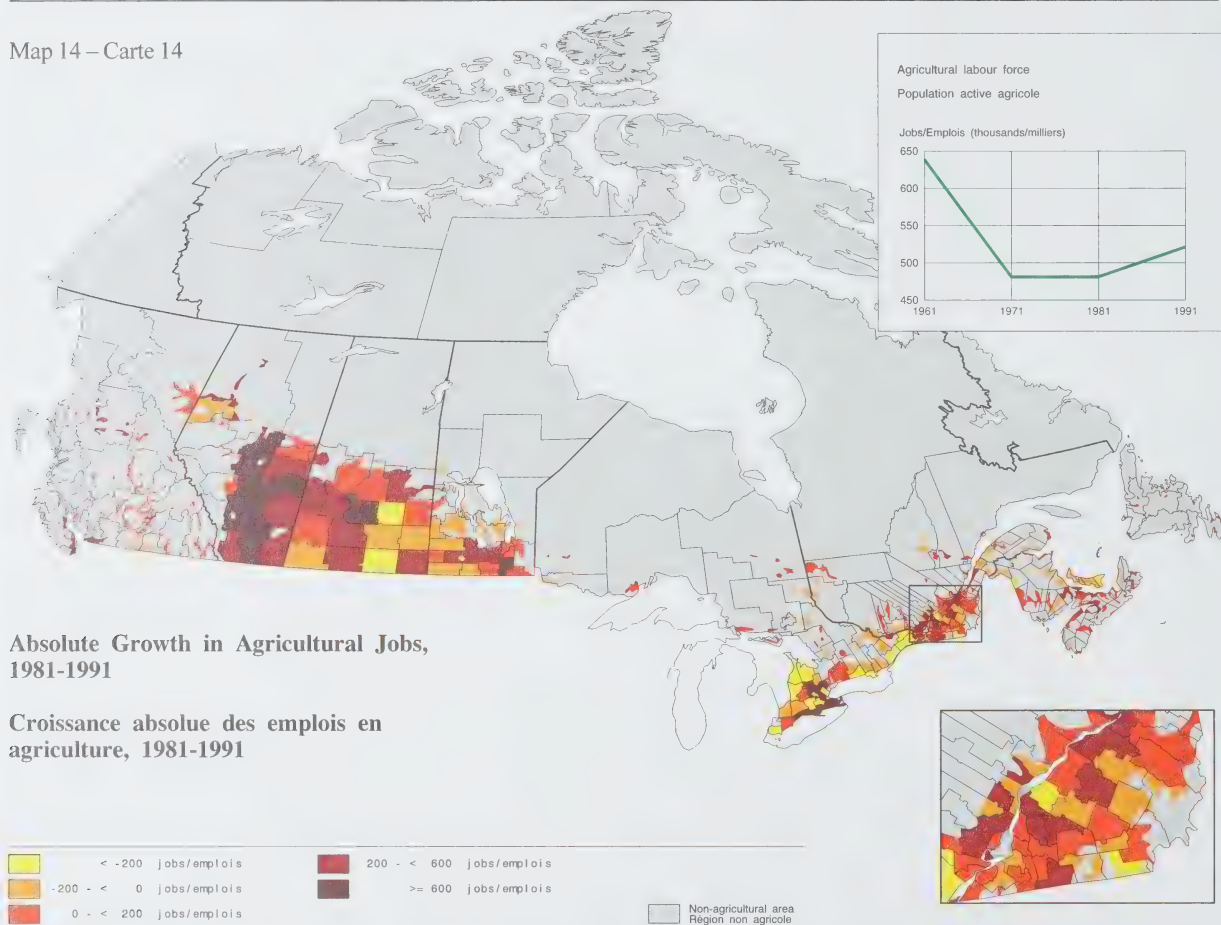 Map 14 – Carte 14
Agricultural labour force
Population active agricole
Jobs/Emplois (thousands/milliers)
650
600
550
500
450
1961
1971
1981
1991
Absolute Growth in Agricultural Jobs,
1981-1991
Croissance absolue des emplois en
agriculture, 1981-1991
< -200 jobs/emplois
-200 - < 0 jobs/emplois
0 - < 200 jobs/emplois
200 - < 600 jobs/emplois
>= 600 jobs/emplois
Non-agricultural area
Région non agricole